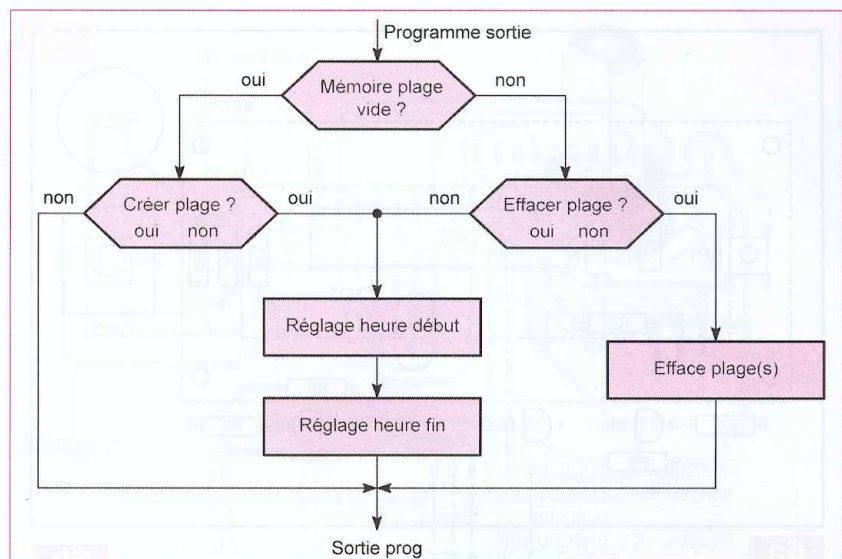 Programme sortie
oui
Mémoire plage
vide ?
non
non
Créer plage ?
oui non
oui
non
Effacer plage ?
oui non
oui
Réglage heure début
Efface plage(s)
Réglage heure fin
Sortie prog